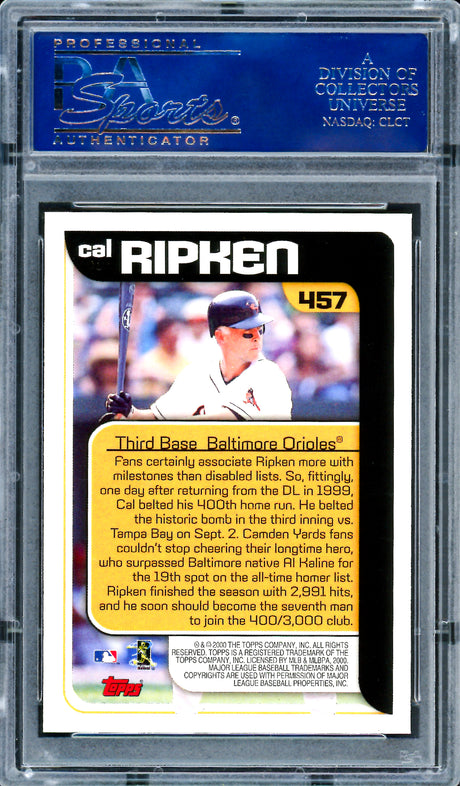 PROFESSIONAL
PSA
Sports®
AUTHENTICATOR
A
DIVISION OF
COLLECTORS
UNIVERSE
NASDAQ: CLCT
cal RIPKEN
457
Third Base Baltimore Orioles®
Fans certainly associate Ripken more with
milestones than disabled lists. So, fittingly,
one day after returning from the DL in 1999,
Cal belted his 400th home run. He belted
the historic bomb in the third inning vs.
Tampa Bay on Sept. 2. Camden Yards fans
couldn't stop cheering their longtime hero,
who surpassed Baltimore native Al Kaline for
the 19th spot on the all-time homer list.
Ripken finished the season with 2,991 hits,
and he soon should become the seventh man
to join the 400/3,000 club.
® & © 2000 THE TOPPS COMPANY, INC. ALL RIGHTS
RESERVED. TOPPS IS A REGISTERED TRADEMARK OF THE
TOPPS COMPANY, INC. LICENSED BY MLB & MLBPA, 2000.
MAJOR LEAGUE BASEBALL TRADEMARKS AND
COPYRIGHTS ARE USED WITH PERMISSION OF MAJOR
LEAGUE BASEBALL PROPERTIES, INC.
Topps